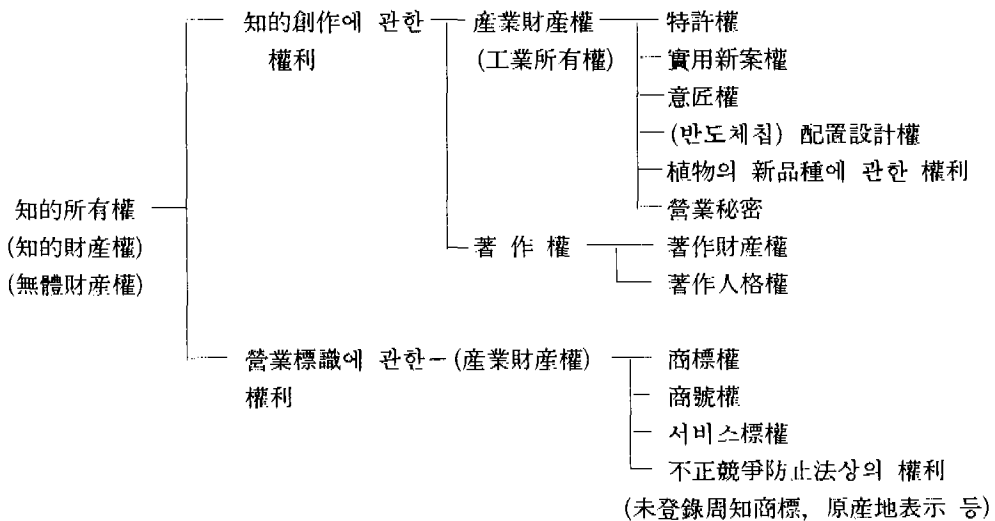 知的創作에 관한 産業財産權 特許權
權利 (工業所有權) 實用新案權
意匠權
(반도체칩) 配置設計權
植物의 新品種에 관한 權利
知的所有權 營業秘密
(知的財産權) 著 作 權 著作財産權
(無體財産權) 著作人格權
營業標識에 관한 (産業財産權) 商標權
權利 商號權
서비스標權
不正競爭防止法상의 權利
(未登錄周知商標, 原産地表示 등)